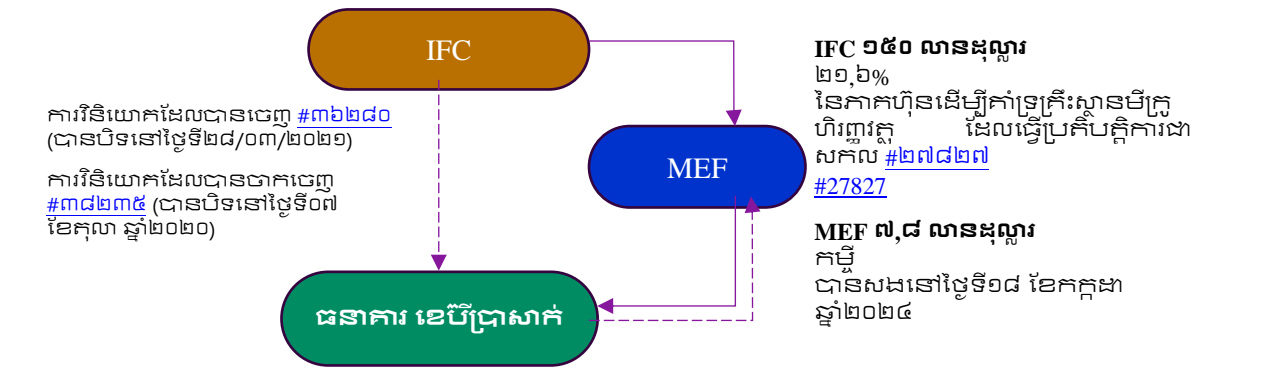 IFC
ការវិនិយោគដែលបានចេញ #៣៦២៨០
(បានបិទនៅថ្ងៃទី២៨/០៣/២០២១)
ការវិនិយោគដែលបានចាកចេញ
#៣៨២៣៥ (បានបិទនៅថ្ងៃទី០៧
ខែតុលា ឆ្នាំ២០២០)
MEF
ធនាគារ ខេប៊ីប្រាសាក់
IFC ១៥០ លានដុល្លារ
២១,៦%
នៃភាគហ៊ុនដើម្បីគាំទ្រគ្រឹះស្ថានមីក្រូ
ហិរញ្ញវត្ថុ ដែលធ្វើប្រតិបត្តិការជា
សកល #២៧៨២៧
#27827
MEF ៧,៨ លានដុល្លារ
កម្ចី
បានសងនៅថ្ងៃទី១៨ ខែកក្កដា
ឆ្នាំ២០២៤